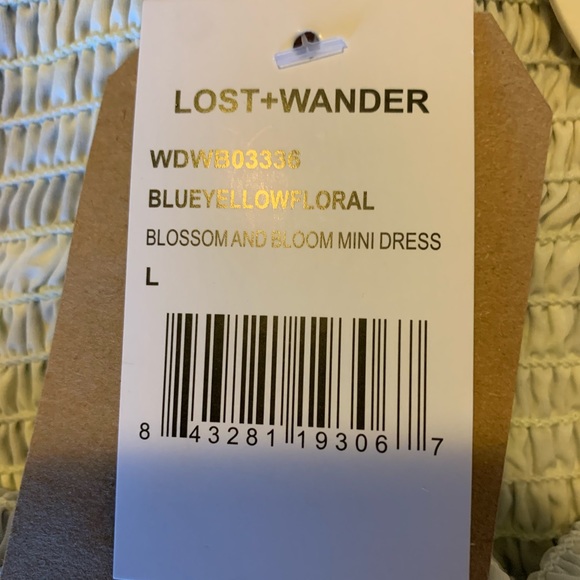 LOST+WANDER
WDWB03336
BLUEYELLOWFLORAL
BLOSSOM AND BLOOM MINI DRESS
L
8 43281 19306 7